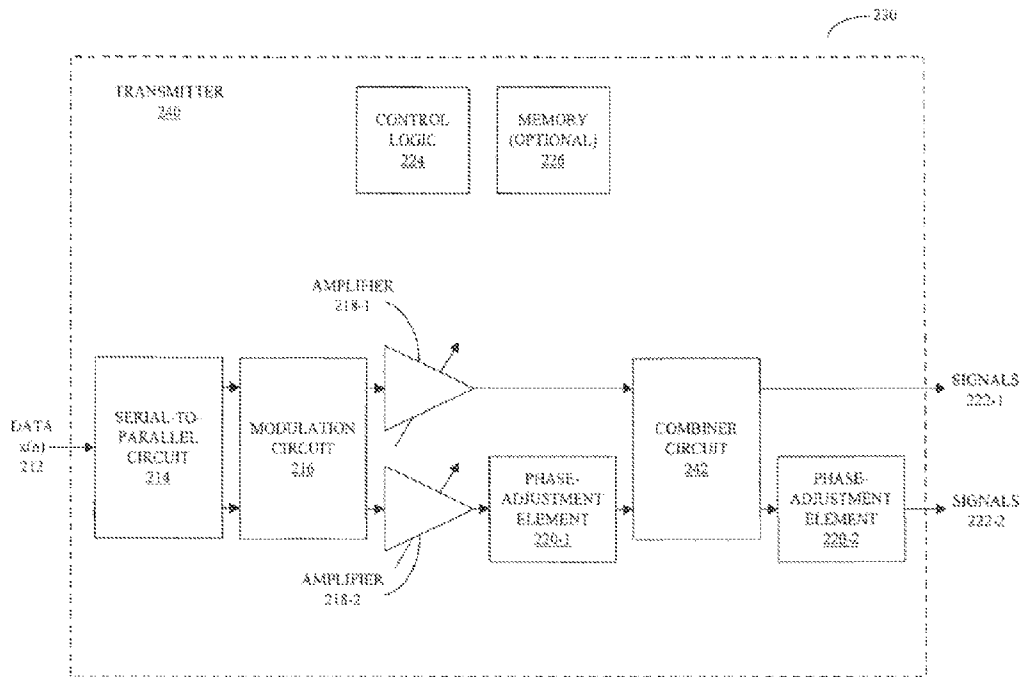 230
TRANSMITTER
240
CONTROL
LOGIC
224
MEMORY
(OPTIONAL)
226
AMPLIFIER
218-1
SERIAL-TO-
PARALLEL
CIRCUIT
214
MODULATION
CIRCUIT
216
COMBINER
CIRCUIT
242
SIGNALS
222-1
DATA
x(n)
212
PHASE-
ADJUSTMENT
ELEMENT
220-1
PHASE-
ADJUSTMENT
ELEMENT
220-2
SIGNALS
222-2
AMPLIFIER
218-2